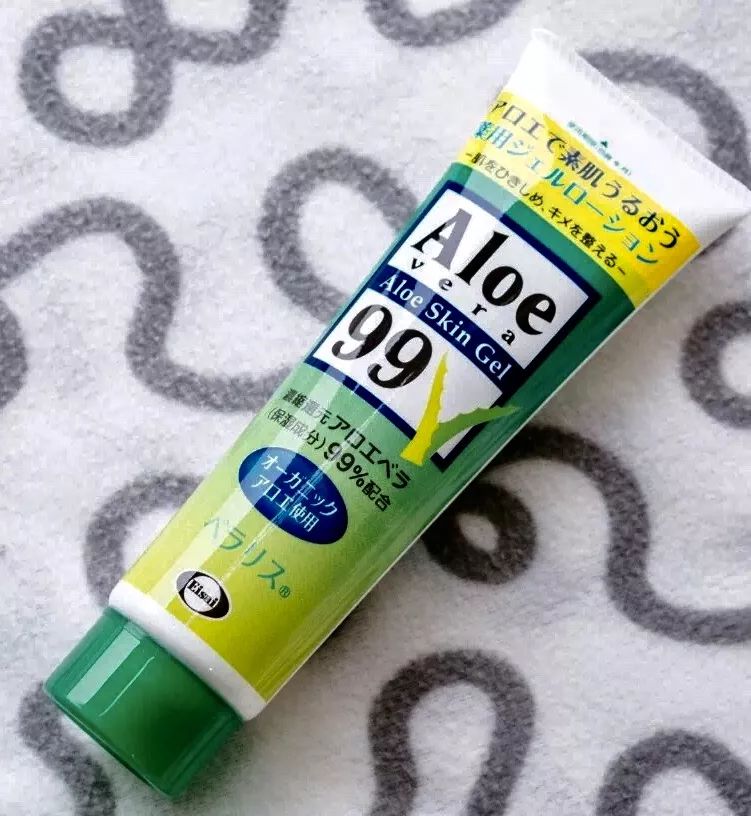 アロエで素肌うるおう
薬用ジェルローション
–肌をひきしめ、キメを整える–
Aloe
vera
Aloe Skin Gel
99
濃縮還元アロエベラ
(保湿成分)99%配合
オーガニック
アロエ使用
ベラリス®
Eisai